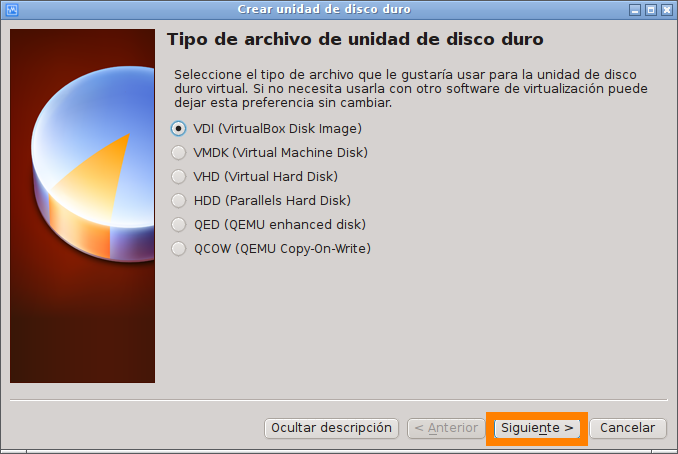 Crear unidad de disco duro
Tipo de archivo de unidad de disco duro
Seleccione el tipo de archivo que le gustaría usar para la unidad de disco
duro virtual. Si no necesita usarla con otro software de virtualización puede
dejar esta preferencia sin cambiar.
VDI (VirtualBox Disk Image)
VMDK (Virtual Machine Disk)
VHD (Virtual Hard Disk)
HDD (Parallels Hard Disk)
QED (QEMU enhanced disk)
QCOW (QEMU Copy-On-Write)
Ocultar descripción < Anterior Siguiente > Cancelar